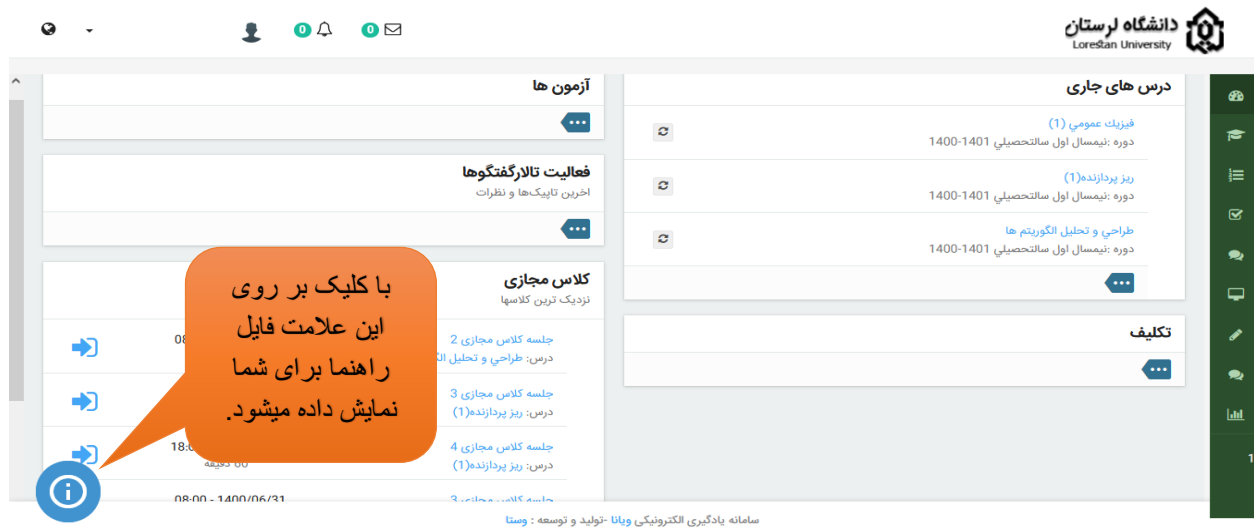 دانشگاه لرستان
Lorestan University
0
0
درس های جاری
فيزيك عمومي (1)
دوره :نيمسال اول سالتحصيلي 1401-1400
ريز پردازنده(1)
دوره :نيمسال اول سالتحصيلي 1401-1400
طراحي و تحليل الگوريتم ها
دوره :نيمسال اول سالتحصيلي 1401-1400
تکلیف
آزمون ها
فعالیت تالارگفتگوها
اخرین تاپیک‌ها و نظرات
کلاس مجازی
نزدیک ترین کلاسها
جلسه کلاس مجازی 2
درس: طراحي و تحليل
جلسه کلاس مجازی 3
درس: ريز پردازنده(1)
جلسه کلاس مجازی 4
درس: ريز پردازنده(1)
60 دقیقه
جلسه کلاس مجازی 3
08:00 - 1400/06/31
با کلیک بر روی
این علامت فایل
راهنما برای شما
نمایش داده میشود.
1
سامانه یادگیری الکترونیکی ویانا -تولید و توسعه : وستا